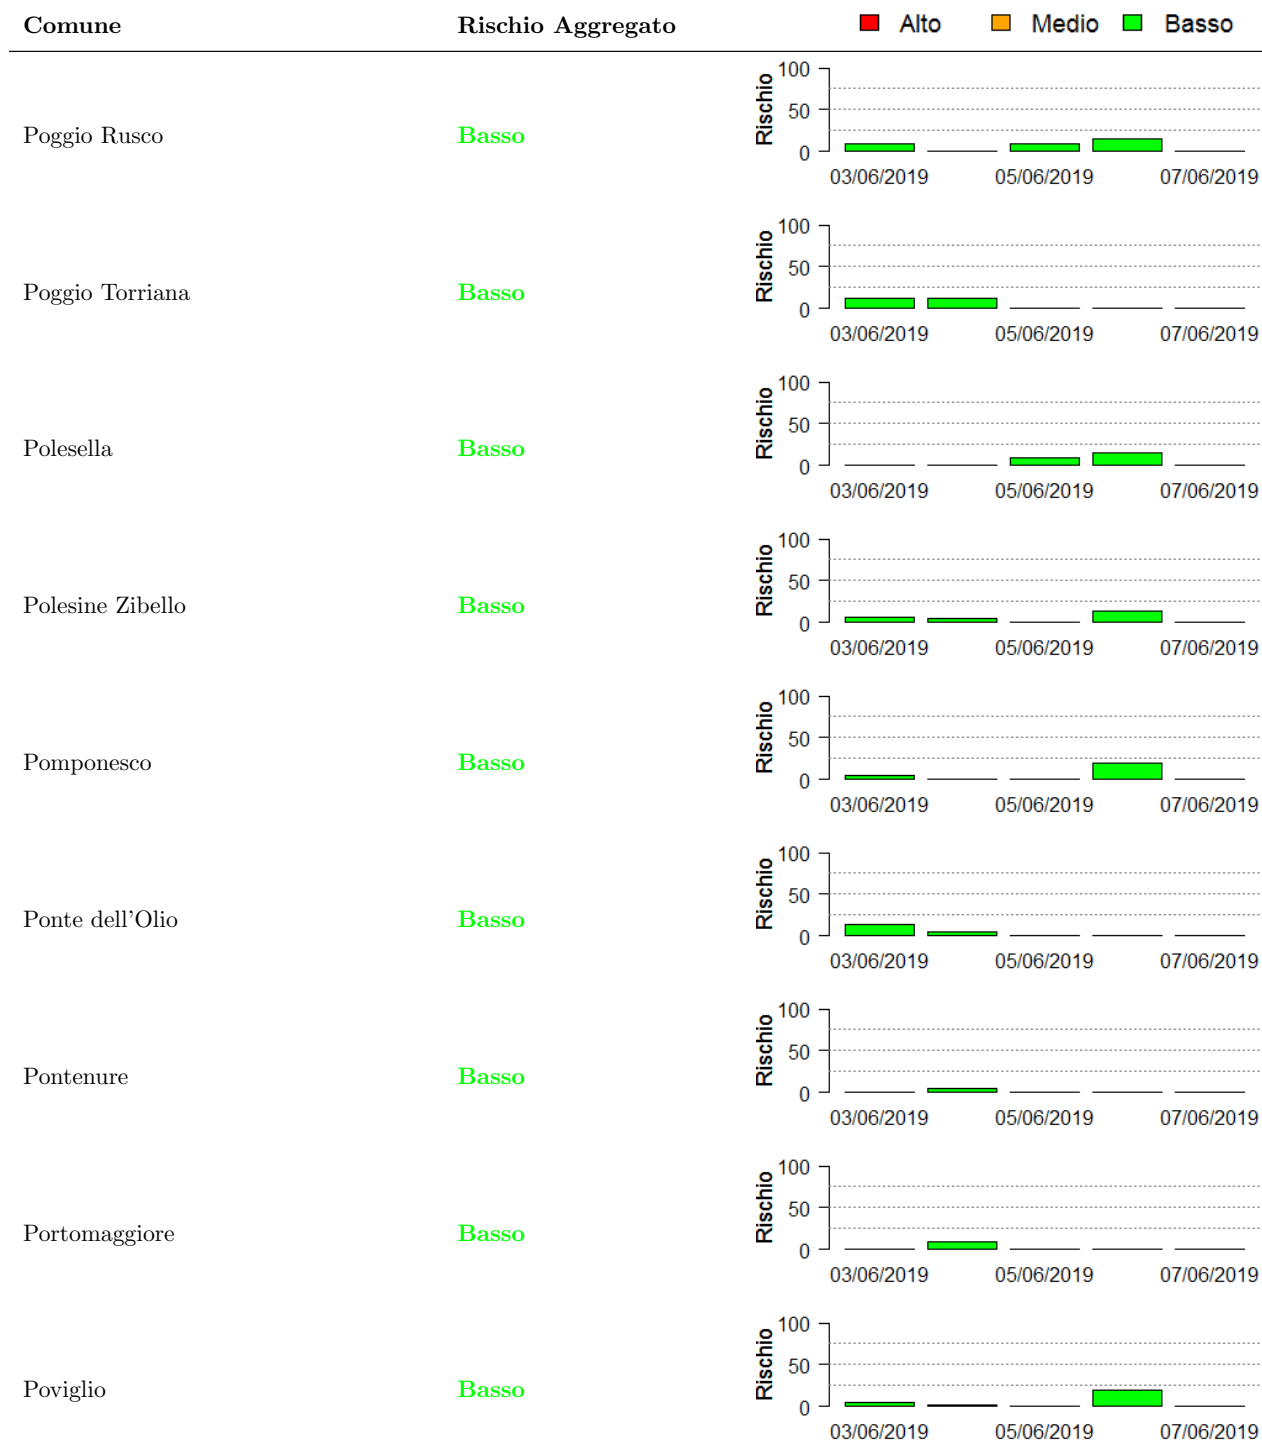 Comune Rischio Aggregato Alto Medio Basso
Poggio Rusco Basso Rischio 100 50 0
03/06/2019 05/06/2019 07/06/2019
Poggio Torriana Basso Rischio 100 50 0
03/06/2019 05/06/2019 07/06/2019
Polesella Basso Rischio 100 50 0
03/06/2019 05/06/2019 07/06/2019
Polesine Zibello Basso Rischio 100 50 0
03/06/2019 05/06/2019 07/06/2019
Pomponesco Basso Rischio 100 50 0
03/06/2019 05/06/2019 07/06/2019
Ponte dell'Olio Basso Rischio 100 50 0
03/06/2019 05/06/2019 07/06/2019
Pontenure Basso Rischio 100 50 0
03/06/2019 05/06/2019 07/06/2019
Portomaggiore Basso Rischio 100 50 0
03/06/2019 05/06/2019 07/06/2019
Poviglio Basso Rischio 100 50 0
03/06/2019 05/06/2019 07/06/2019